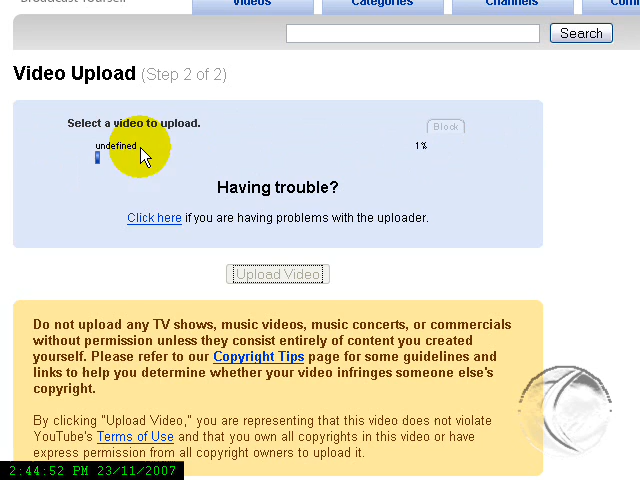 Broadcast Yourself
Videos Categories Channels
Search
Video Upload (Step 2 of 2)
Select a video to upload.
Block
undefined 1%
Having trouble?
Click here if you are having problems with the uploader.
Upload Video
Do not upload any TV shows, music videos, music concerts, or commercials
without permission unless they consist entirely of content you created
yourself. Please refer to our Copyright Tips page for some guidelines and
links to help you determine whether your video infringes someone else's
copyright.
By clicking "Upload Video," you are representing that this video does not violate
YouTube's Terms of Use and that you own all copyrights in this video or have
express permission from all copyright owners to upload it.
2:44:52 PM 23/11/2007